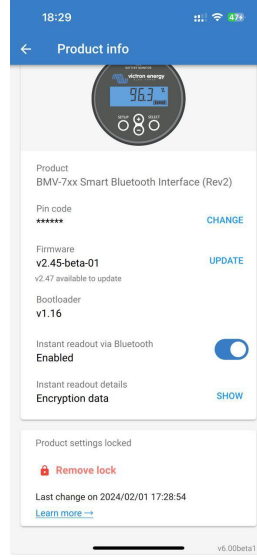 18:29
47
Product info
victron energy
96.3 %
SETUP
SELECT
Product
BMV-7xx Smart Bluetooth Interface (Rev2)
Pin code
******
CHANGE
Firmware
v2.45-beta-01
UPDATE
v2.47 available to update
Bootloader
v1.16
Instant readout via Bluetooth
Enabled
Instant readout details
Encryption data
SHOW
Product settings locked
Remove lock
Last change on 2024/02/01 17:28:54
Learn more →
v6.00beta1